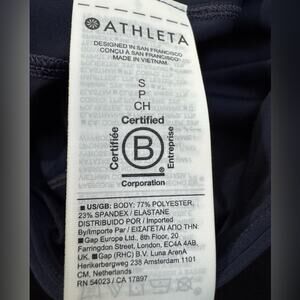 ATHLETA
DESIGNED IN SAN FRANCISCO
CONÇU À SAN FRANCISCO
MADE IN VIETNAM
S
P
CH
Certified
Certifiée
B
Entreprise
Corporation
■ US/GB: BODY: 77% POLYESTER,
23% SPANDEX / ELASTANE
DISTRIBUIDO POR / Imported
By/Importe Par / ΕΙΣΑΓΕΤΑΙ ΑΠΟ ΤΗΝ:
■ Gap Europe Ltd., 8th Floor, 20
Farringdon Street, London, EC4A 4AB,
UK. ■ Gap (RHC) B.V. Luna ArenA
Herikerbergweg 238 Amsterdam 1101
CM, Netherlands
RN 54023 / CA 17897